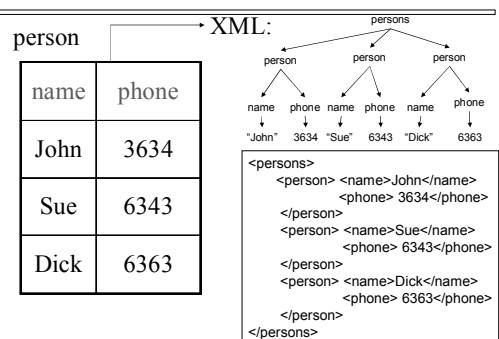 person
name phone
John 3634
Sue 6343
Dick 6363
XML:
persons
person person person
name phone name phone name phone
“John” 3634 “Sue” 6343 “Dick” 6363
<persons>
<person> <name>John</name>
<phone> 3634</phone>
</person>
<person> <name>Sue</name>
<phone> 6343</phone>
</person>
<person> <name>Dick</name>
<phone> 6363</phone>
</person>
</persons>